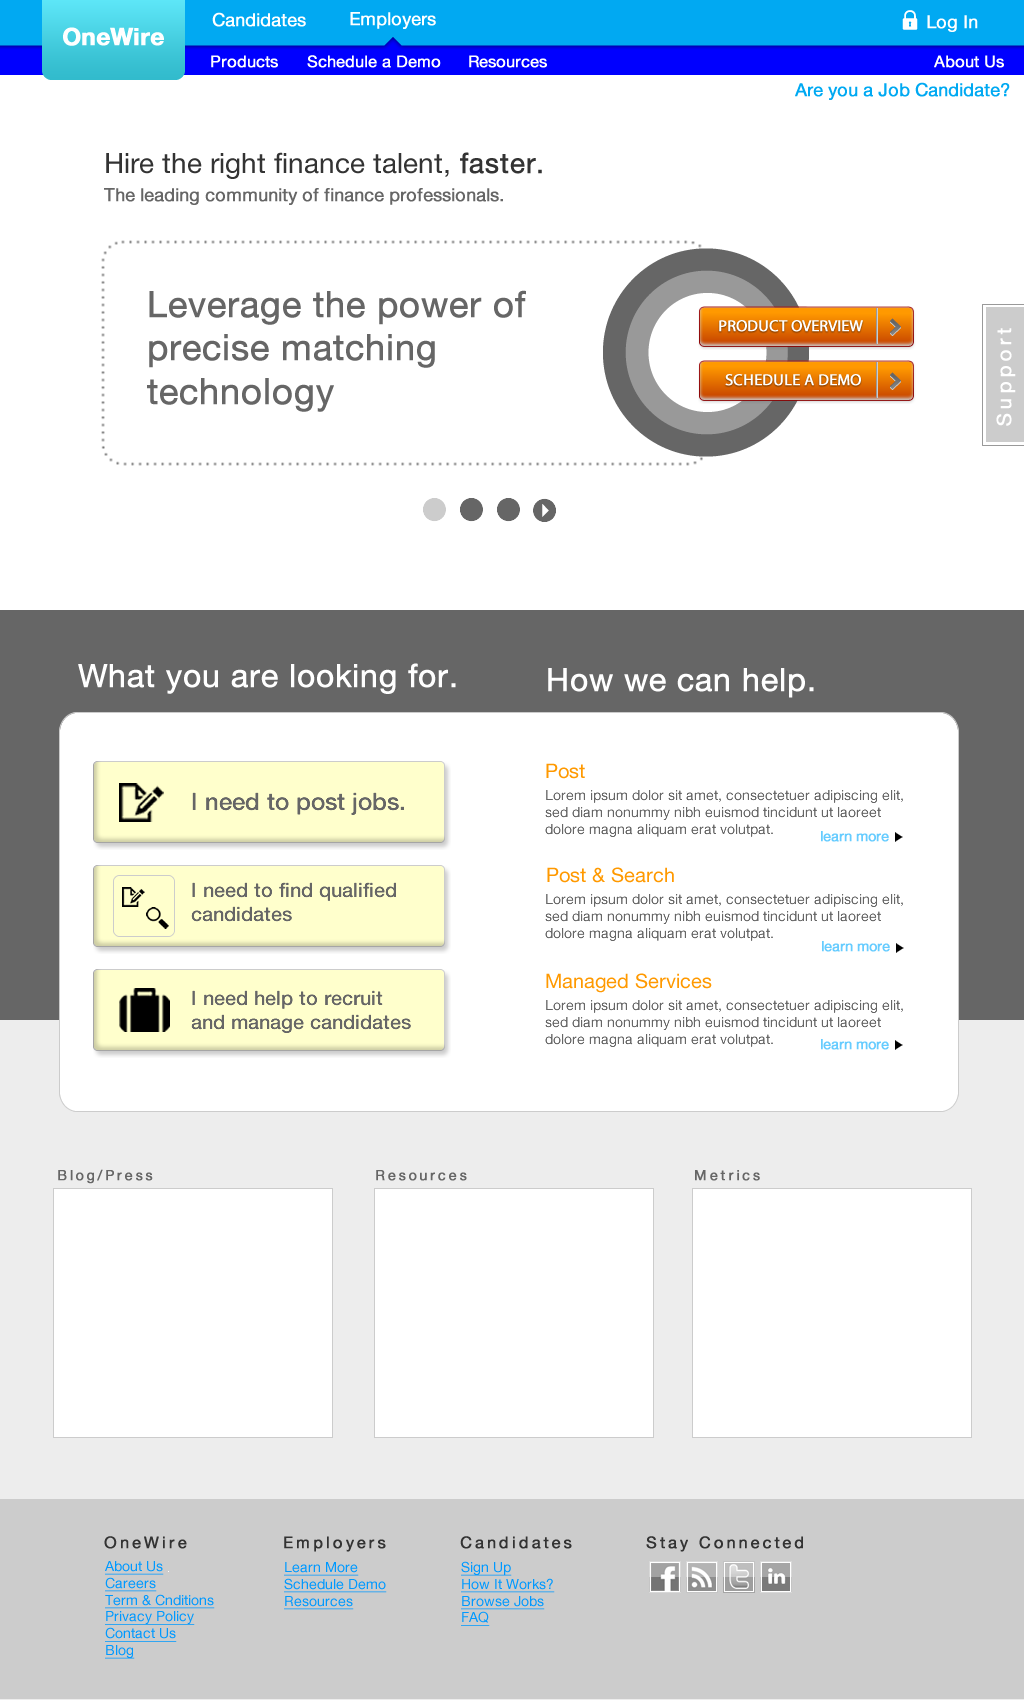 OneWire
Candidates
Employers
Log In
Products
Schedule a Demo
Resources
About Us
Are you a Job Candidate?
Hire the right finance talent, faster.
The leading community of finance professionals.
Leverage the power of
precise matching
technology
PRODUCT OVERVIEW
SCHEDULE A DEMO
Support
What you are looking for.
How we can help.
I need to post jobs.
I need to find qualified
candidates
I need help to recruit
and manage candidates
Post
Lorem ipsum dolor sit amet, consectetuer adipiscing elit,
sed diam nonummy nibh euismod tincidunt ut laoreet
dolore magna aliquam erat volutpat.
learn more
Post & Search
Lorem ipsum dolor sit amet, consectetuer adipiscing elit,
sed diam nonummy nibh euismod tincidunt ut laoreet
dolore magna aliquam erat volutpat.
learn more
Managed Services
Lorem ipsum dolor sit amet, consectetuer adipiscing elit,
sed diam nonummy nibh euismod tincidunt ut laoreet
dolore magna aliquam erat volutpat.
learn more
Blog/Press
Resources
Metrics
OneWire
About Us
Careers
Term & Cnditions
Privacy Policy
Contact Us
Blog
Employers
Learn More
Schedule Demo
Resources
Candidates
Sign Up
How It Works?
Browse Jobs
FAQ
Stay Connected
f
t
in